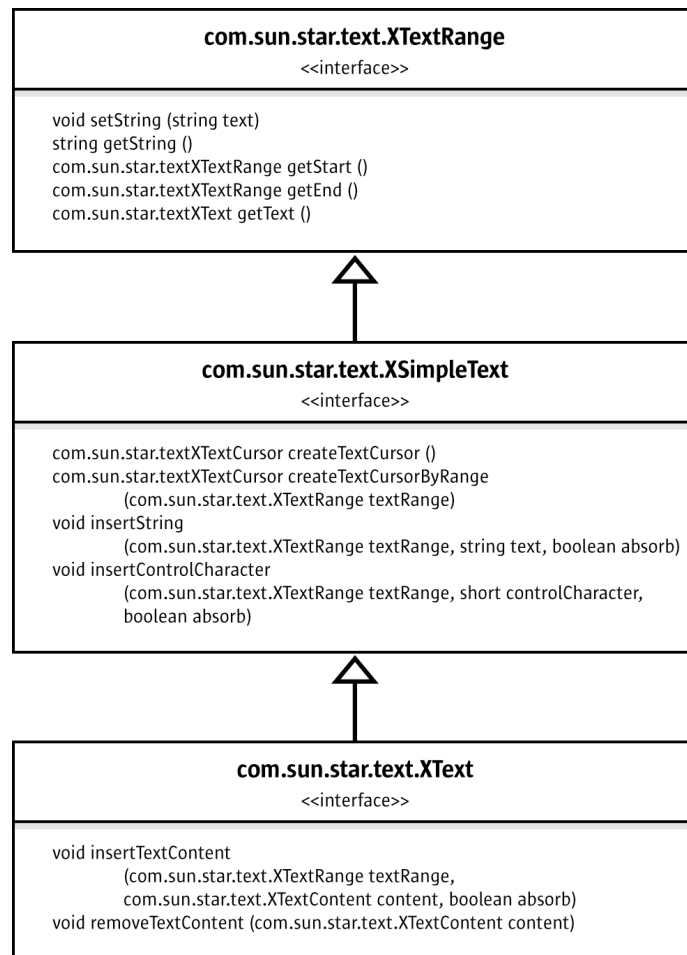 com.sun.star.text.XTextRange
<<interface>>
void setString (string text)
string getString ()
com.sun.star.textXTextRange getStart ()
com.sun.star.textXTextRange getEnd ()
com.sun.star.textXText getText ()
com.sun.star.text.XSimpleText
<<interface>>
com.sun.star.textXTextCursor createTextCursor ()
com.sun.star.textXTextCursor createTextCursorByRange
(com.sun.star.text.XTextRange textRange)
void insertString
(com.sun.star.text.XTextRange textRange, string text, boolean absorb)
void insertControlCharacter
(com.sun.star.text.XTextRange textRange, short controlCharacter,
boolean absorb)
com.sun.star.text.XText
<<interface>>
void insertTextContent
(com.sun.star.text.XTextRange textRange,
com.sun.star.text.XTextContent content, boolean absorb)
void removeTextContent (com.sun.star.text.XTextContent content)